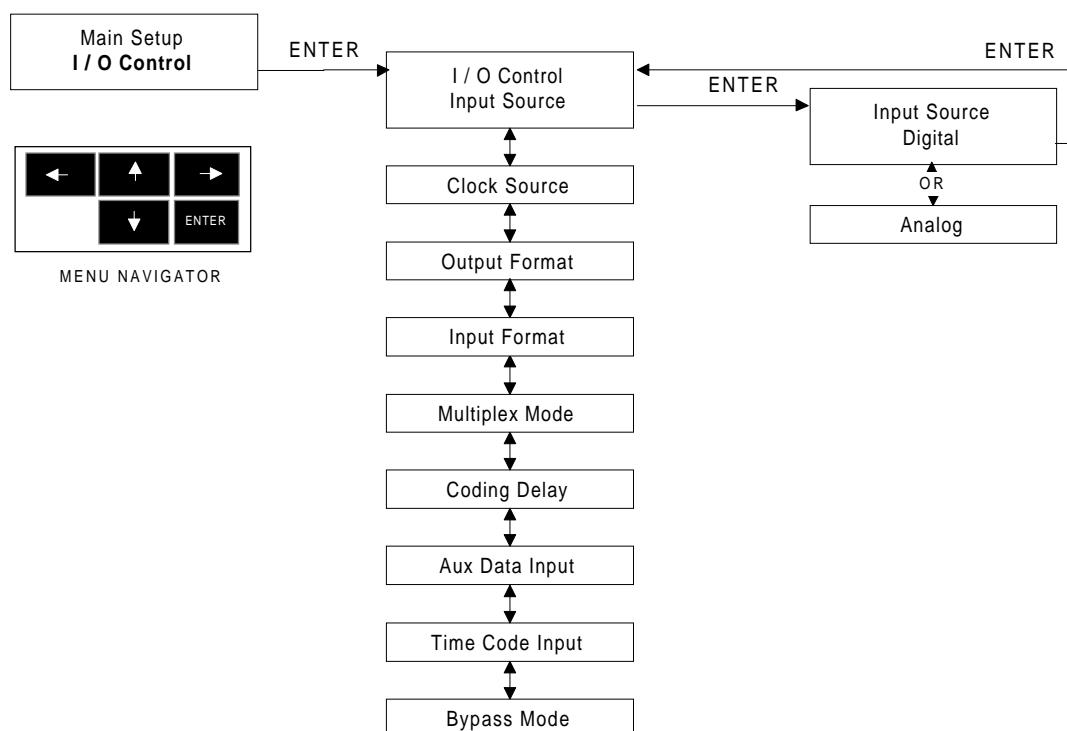 Main Setup
I / O Control
ENTER
I / O Control
Input Source
ENTER
ENTER
Input Source
Digital
OR
Analog
ENTER
MENU NAVIGATOR
Clock Source
Output Format
Input Format
Multiplex Mode
Coding Delay
Aux Data Input
Time Code Input
Bypass Mode